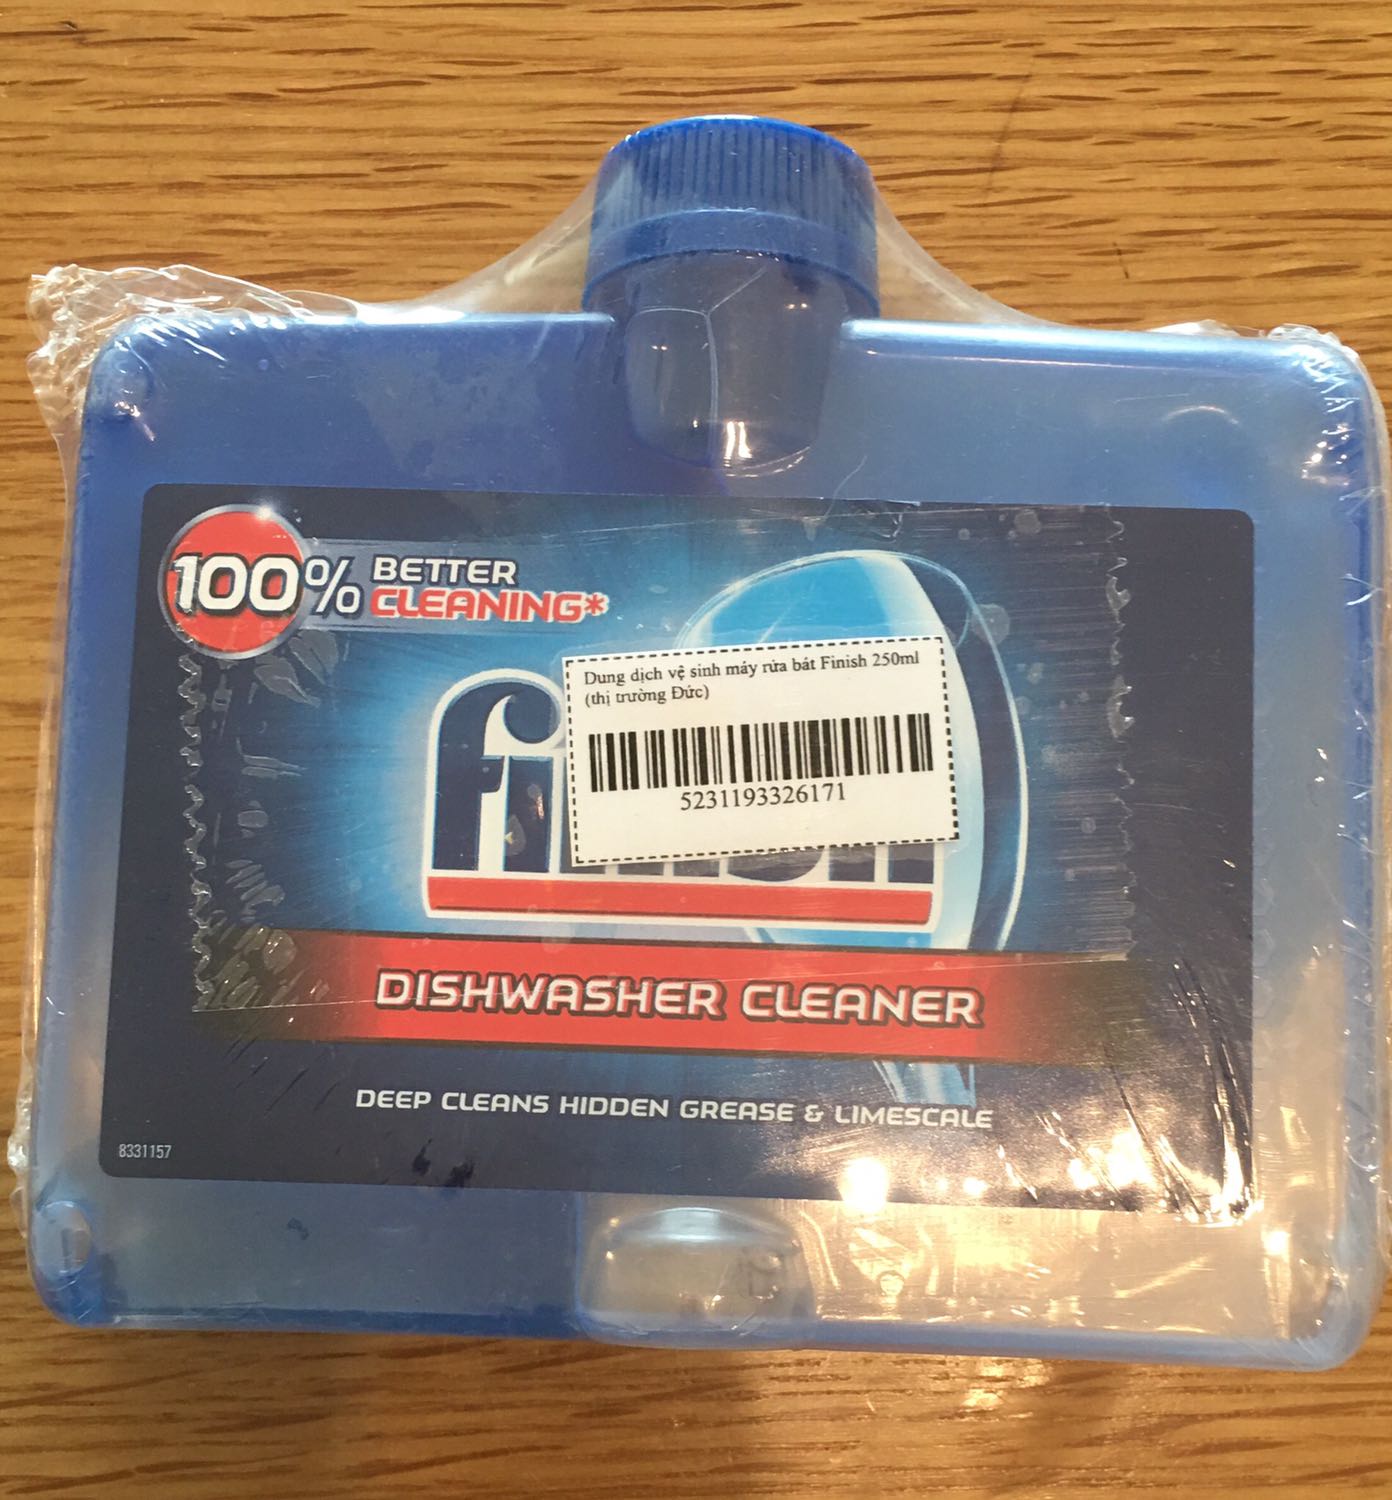 100% BETTER
CLEANING*
Dung dịch vệ sinh máy rửa bát Finish 250ml
(thị trường Đức)
5231193326171
DISHWASHER CLEANER
DEEP CLEANS HIDDEN GREASE & LIMESCALE
8331157